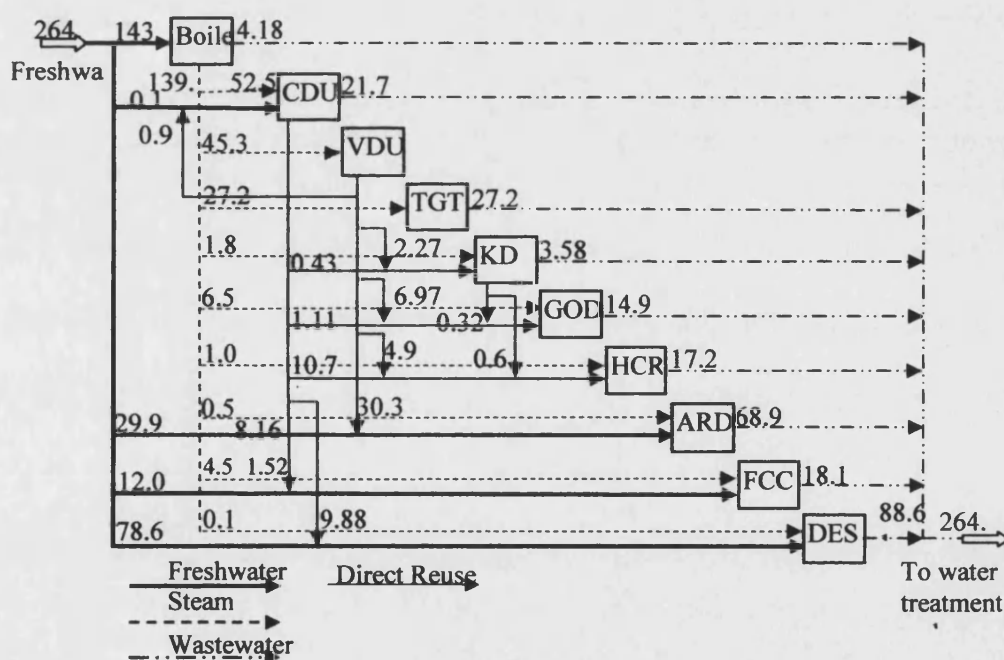 264. 143 Boile 4.18
Freshwa
139. 52.5 CDU 21.7
0.1
0.9 45.3 VDU
27.2 TGT 27.2
1.8 2.27 KD 3.58
0.43
6.5 6.97 GOD 14.9
1.11 0.32
1.0 4.9 0.6 HCR 17.2
10.7
0.5 30.3 ARD 68.9
29.9 8.16
4.5 1.52 FCC 18.1
12.0
0.1 9.88 DES 88.6 264.
78.6
Freshwater Direct Reuse To water
Steam treatment
Wastewater